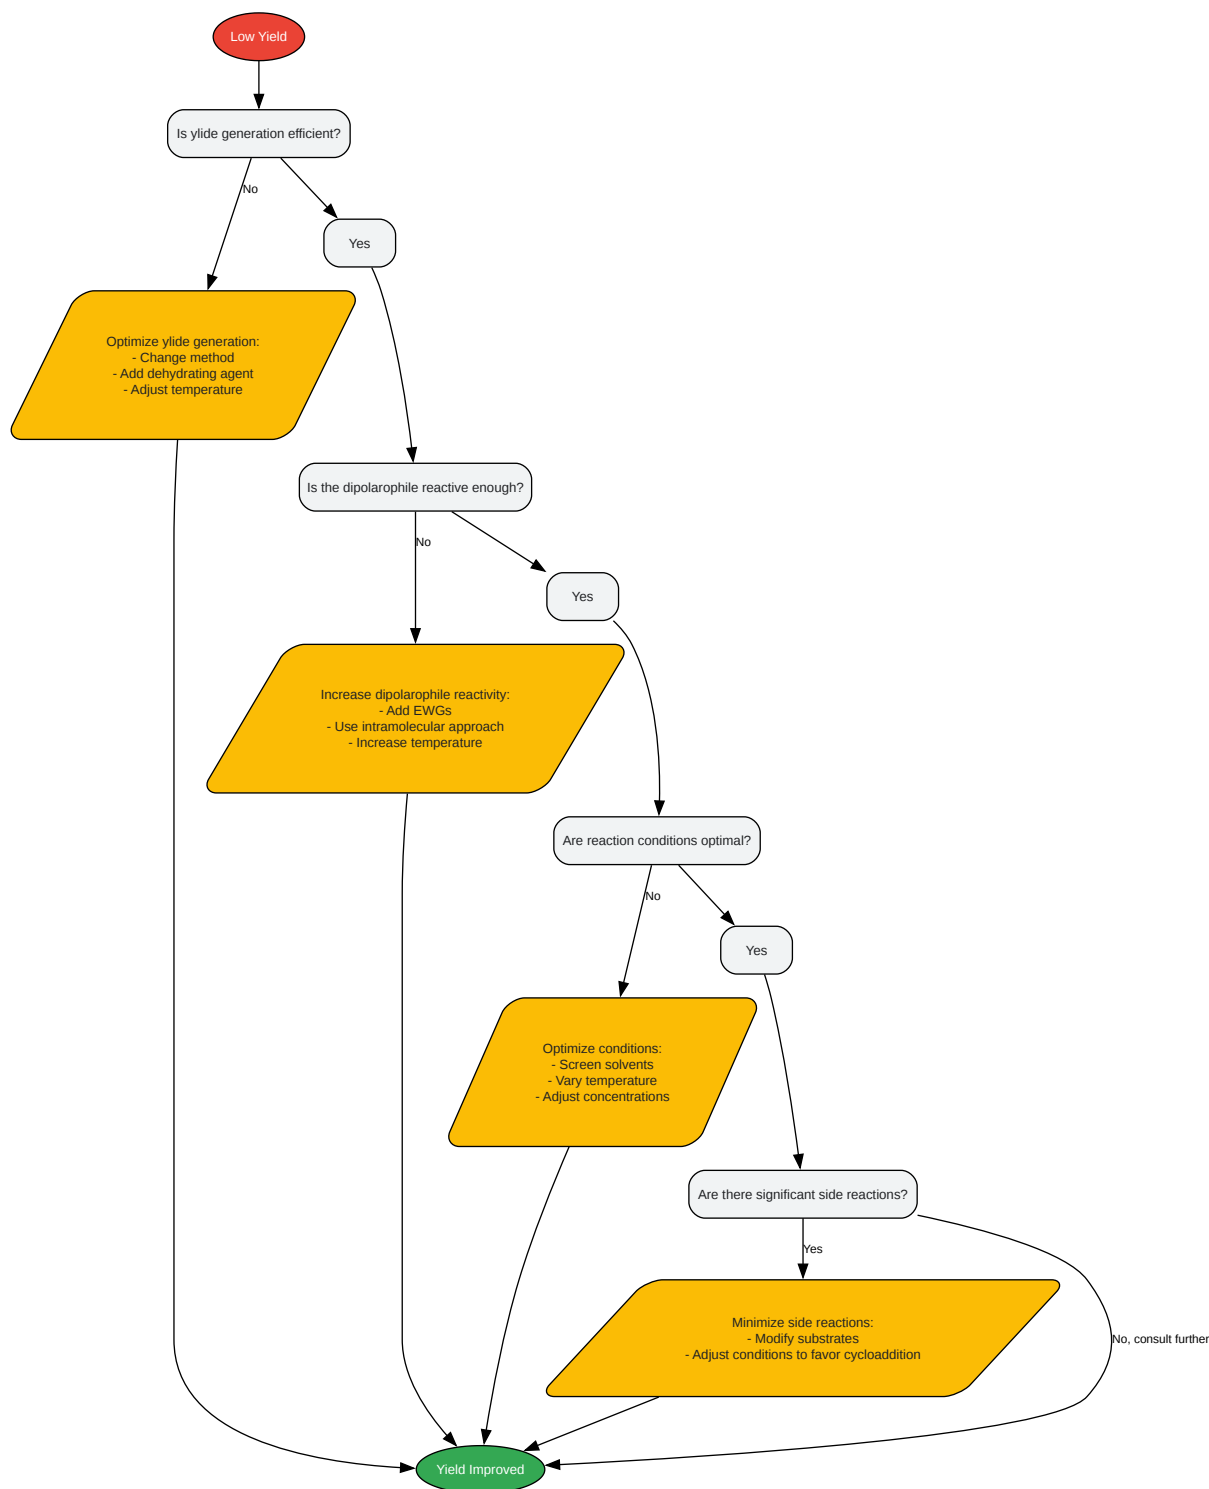 Low Yield
Is ylide generation efficient?
No
Yes
Optimize ylide generation:
- Change method
- Add dehydrating agent
- Adjust temperature
Is the dipolarophile reactive enough?
No
Yes
Increase dipolarophile reactivity:
- Add EWGs
- Use intramolecular approach
- Increase temperature
Are reaction conditions optimal?
No
Yes
Optimize conditions:
- Screen solvents
- Vary temperature
- Adjust concentrations
Are there significant side reactions?
Yes
Minimize side reactions:
- Modify substrates
- Adjust conditions to favor cycloaddition
No, consult further
Yield Improved